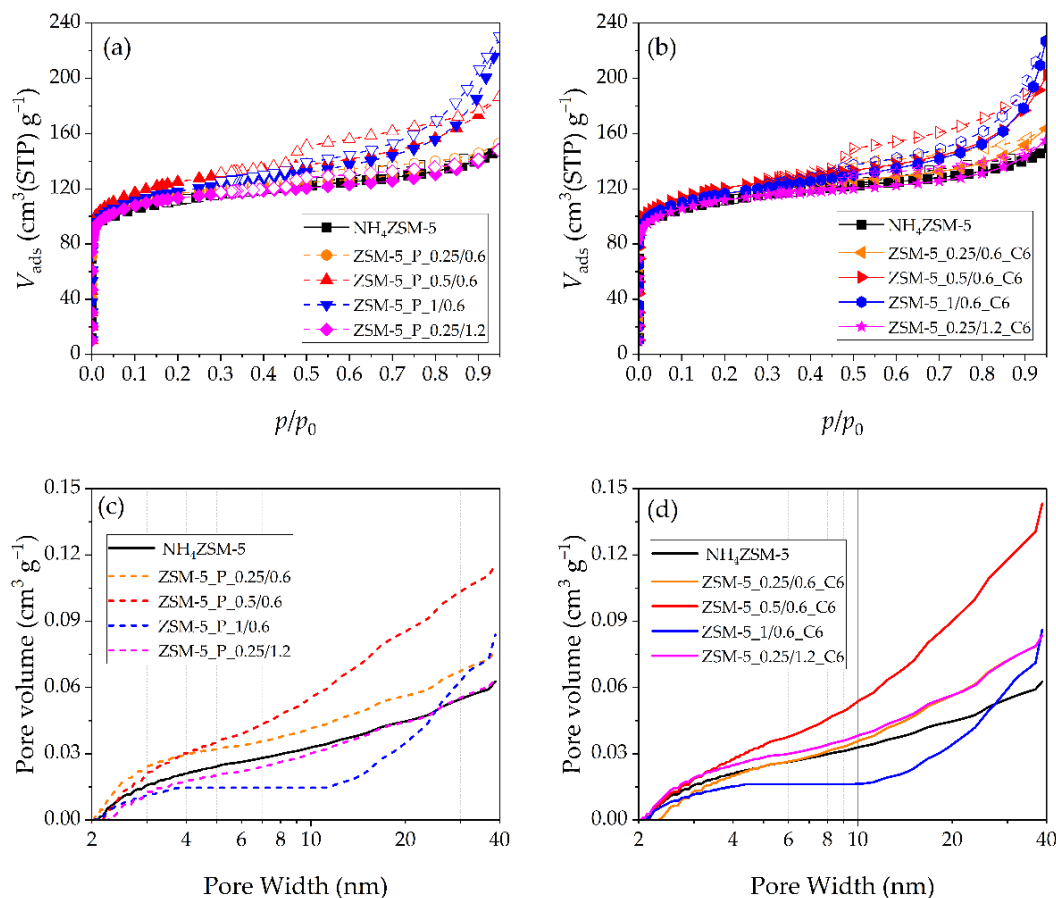 (a)
V_ads (cm³(STP) g⁻¹)
240
200
160
120
80
40
0
0.0 0.1 0.2 0.3 0.4 0.5 0.6 0.7 0.8 0.9
p/p₀
NH₄ZSM-5
ZSM-5_P_0.25/0.6
ZSM-5_P_0.5/0.6
ZSM-5_P_1/0.6
ZSM-5_P_0.25/1.2
(b)
V_ads (cm³(STP) g⁻¹)
240
200
160
120
80
40
0
0.0 0.1 0.2 0.3 0.4 0.5 0.6 0.7 0.8 0.9
p/p₀
NH₄ZSM-5
ZSM-5_0.25/0.6_C6
ZSM-5_0.5/0.6_C6
ZSM-5_1/0.6_C6
ZSM-5_0.25/1.2_C6
(c)
Pore volume (cm³ g⁻¹)
0.15
0.12
0.09
0.06
0.03
0.00
2 4 6 8 10 20 40
Pore Width (nm)
NH₄ZSM-5
ZSM-5_P_0.25/0.6
ZSM-5_P_0.5/0.6
ZSM-5_P_1/0.6
ZSM-5_P_0.25/1.2
(d)
Pore volume (cm³ g⁻¹)
0.15
0.12
0.09
0.06
0.03
0.00
2 4 6 8 10 20 40
Pore Width (nm)
NH₄ZSM-5
ZSM-5_0.25/0.6_C6
ZSM-5_0.5/0.6_C6
ZSM-5_1/0.6_C6
ZSM-5_0.25/1.2_C6